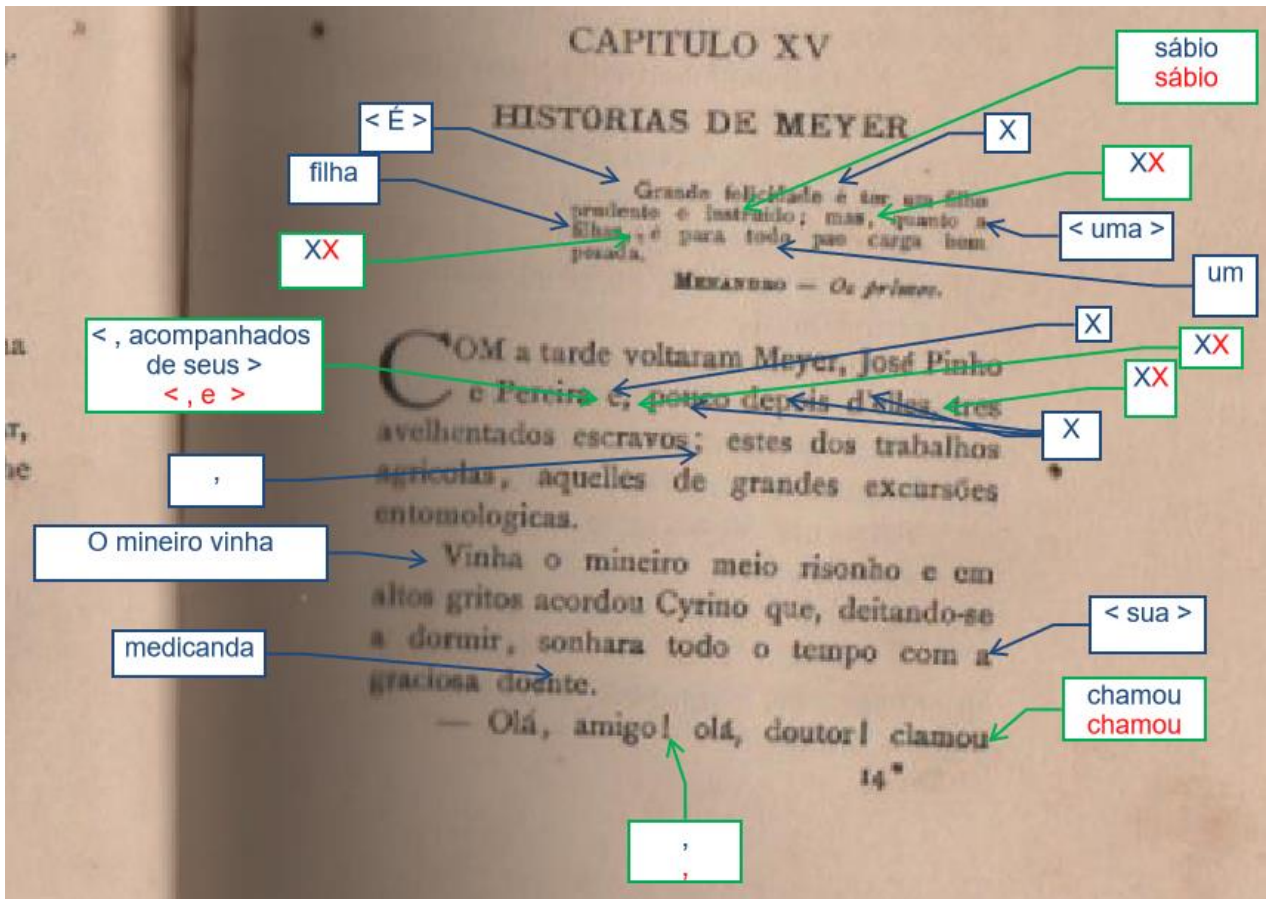 CAPITULO XV
sábio
sábio
HISTORIAS DE MEYER
< É >
X
filha
XX
Grande felicidade é ter um filho
prudente e instruido; mas, quanto a
filhas, é para todo pae carga bem
pesada.
< uma >
XX
um
MENANDRO — Os primos.
X
< , acompanhados
de seus >
< , e >
XX
XX
COM a tarde voltaram Meyer, José Pinho
e Pereira e, pouco depois d'elles tres
avelhentados escravos; estes dos trabalhos
agricolas, aquelles de grandes excursões
entomologicas.
X
,
O mineiro vinha
Vinha o mineiro meio risonho e em
altos gritos acordou Cyrino que, deitando-se
a dormir, sonhara todo o tempo com a
graciosa doente.
< sua >
medicanda
chamou
chamou
— Olá, amigo! olá, doutor! clamou
14*
,
,